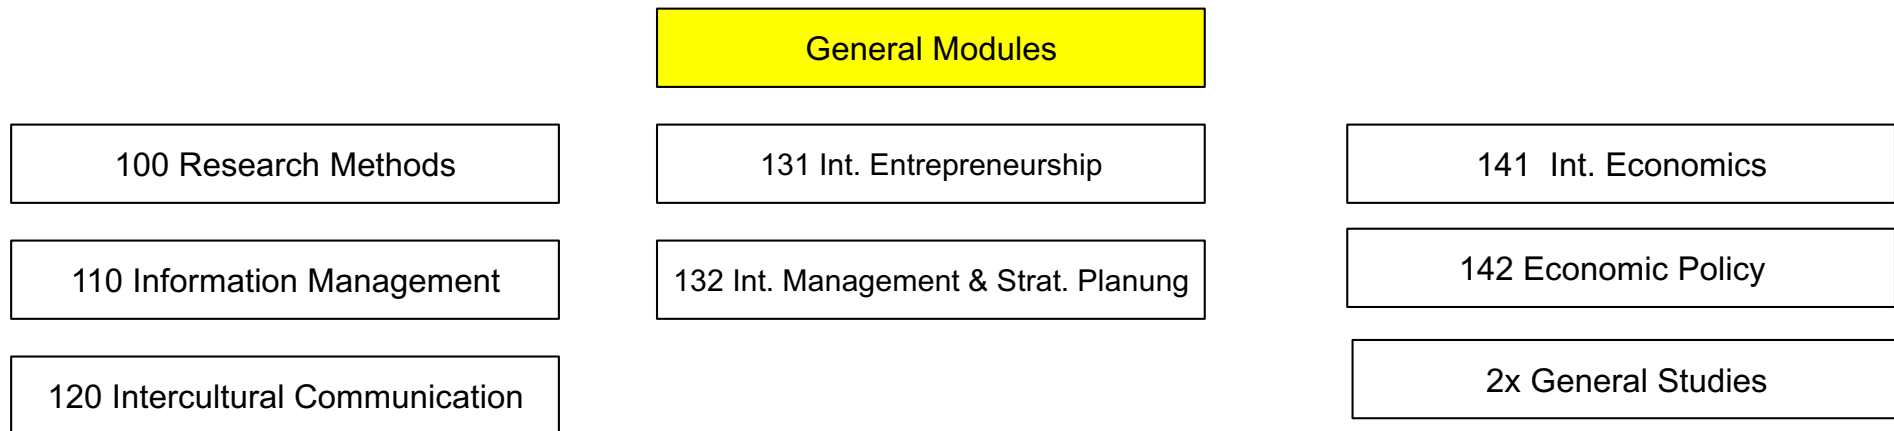 General Modules
100 Research Methods
131 Int. Entrepreneurship
141 Int. Economics
110 Information Management
132 Int. Management & Strat. Planung
142 Economic Policy
120 Intercultural Communication
2x General Studies